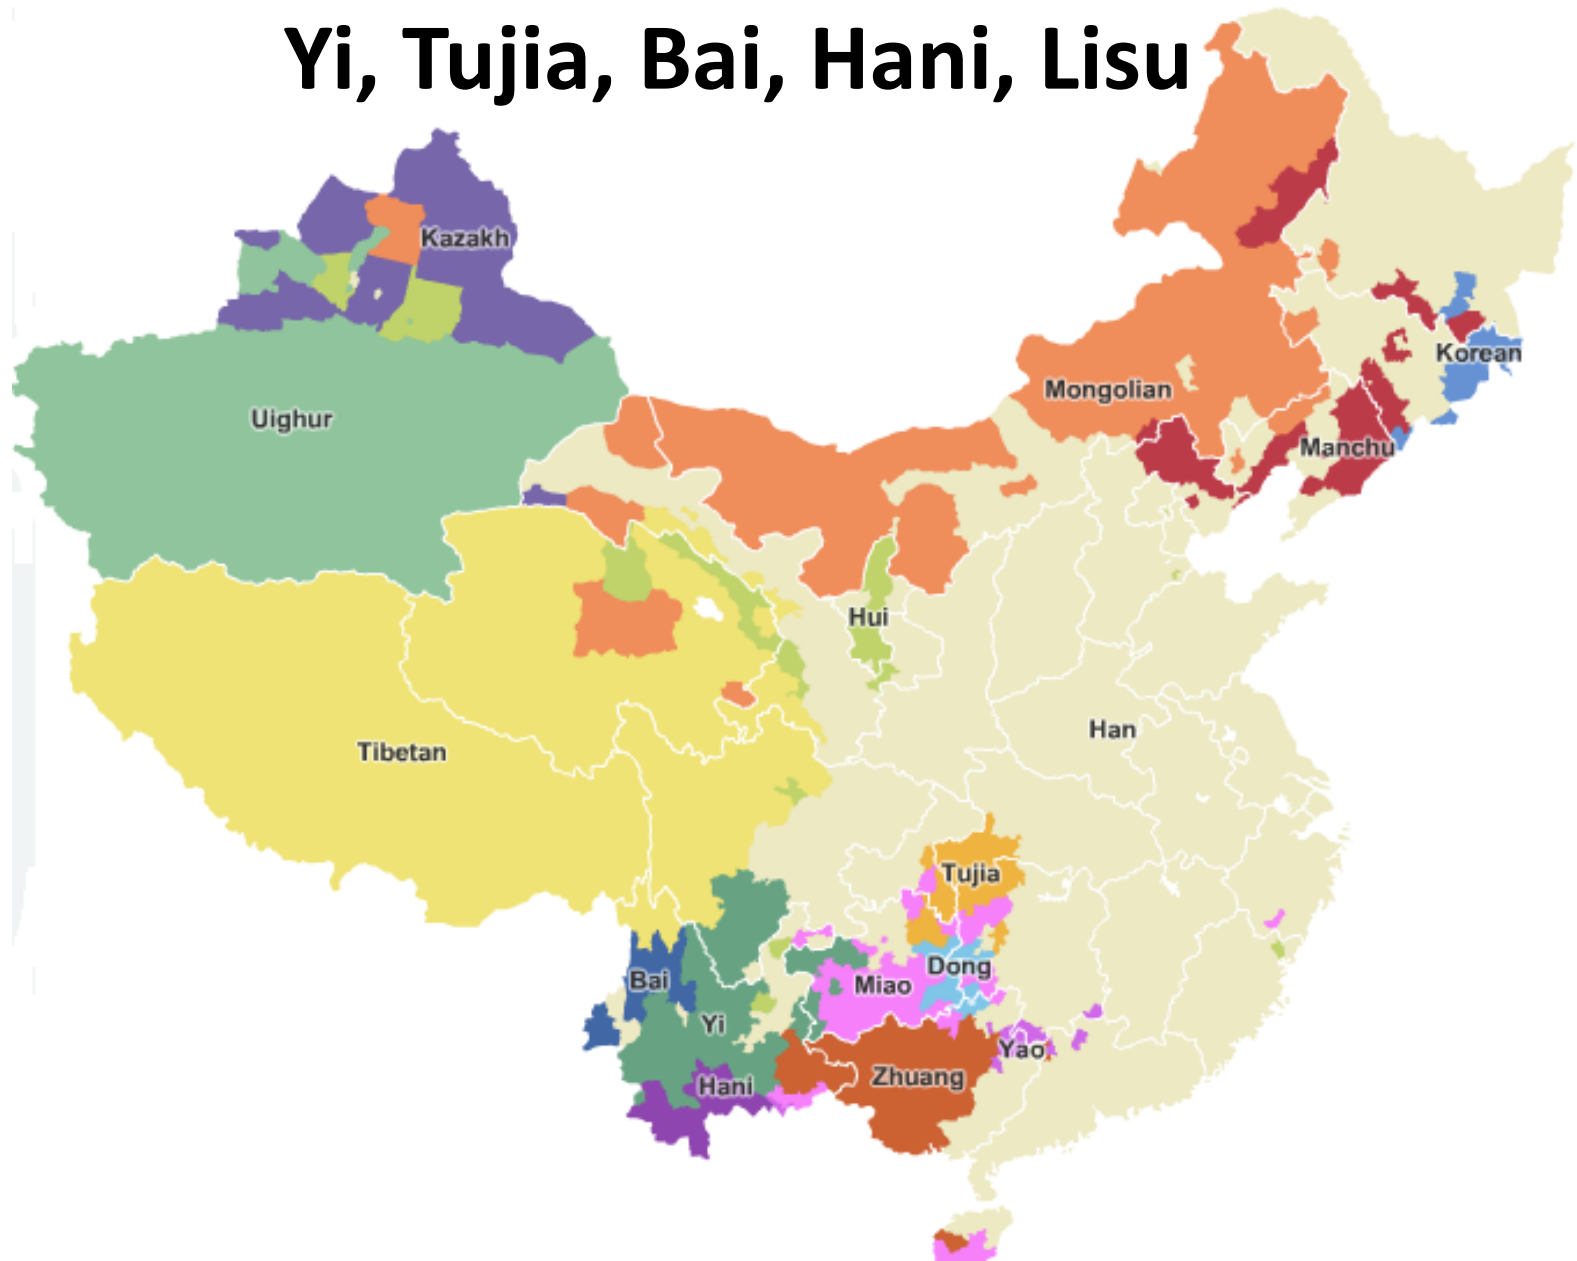 Yi, Tujia, Bai, Hani, Lisu
Kazakh
Korean
Mongolian
Uighur
Manchu
Hui
Han
Tibetan
Tujia
Dong
Bai
Miao
Yi
Yao
Zhuang
Hani